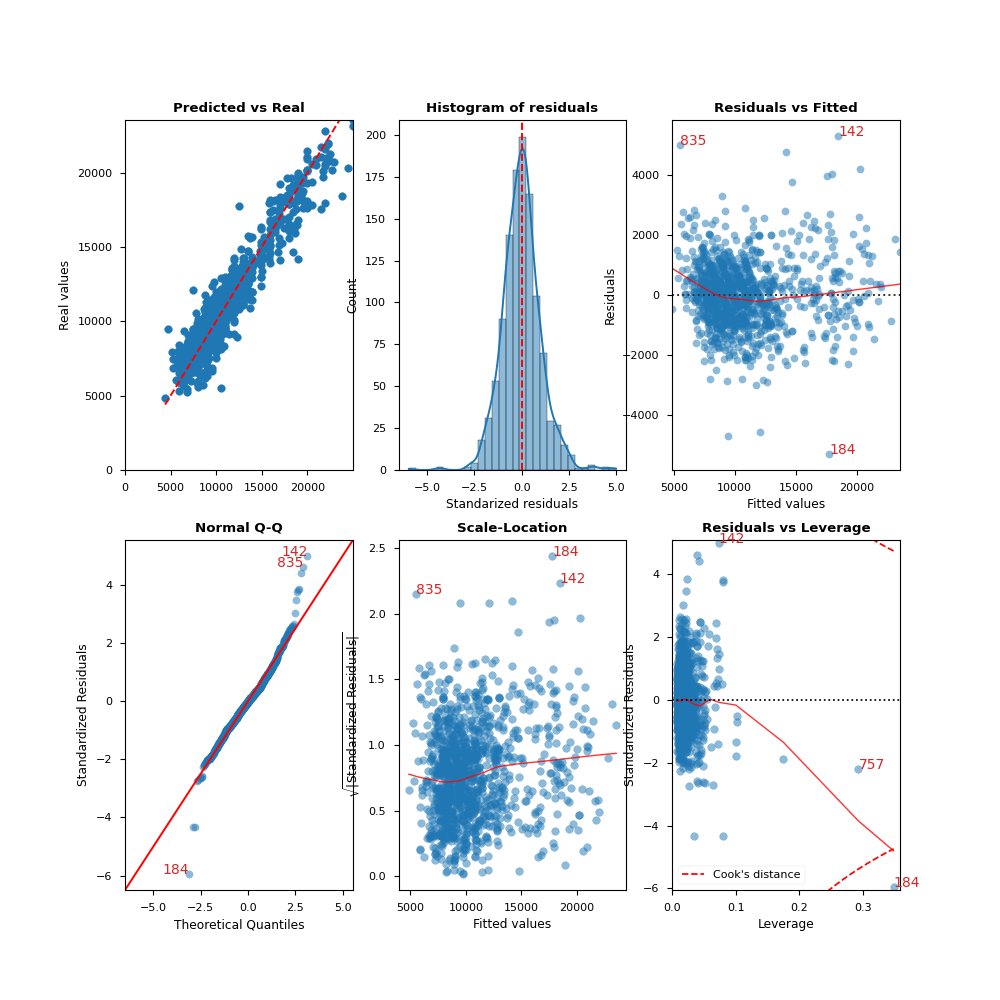 Predicted vs Real
Histogram of residuals
Residuals vs Fitted
Real values
20000
15000
10000
5000
0
0 5000 10000 15000 20000
Count
200
175
150
125
100
75
50
25
0
−5.0 −2.5 0.0 2.5 5.0
Standarized residuals
Residuals
4000
2000
0
−2000
−4000
835
142
184
5000 10000 15000 20000
Fitted values
Normal Q-Q
Scale-Location
Residuals vs Leverage
Standardized Residuals
4
2
0
−2
−4
−6
142
835
184
−5.0 −2.5 0.0 2.5 5.0
Theoretical Quantiles
√|Standardized Residuals|
2.5
2.0
1.5
1.0
0.5
0.0
184
142
835
5000 10000 15000 20000
Fitted values
Standardized Residuals
4
2
0
−2
−4
−6
142
757
184
Cook's distance
0.0 0.1 0.2 0.3
Leverage